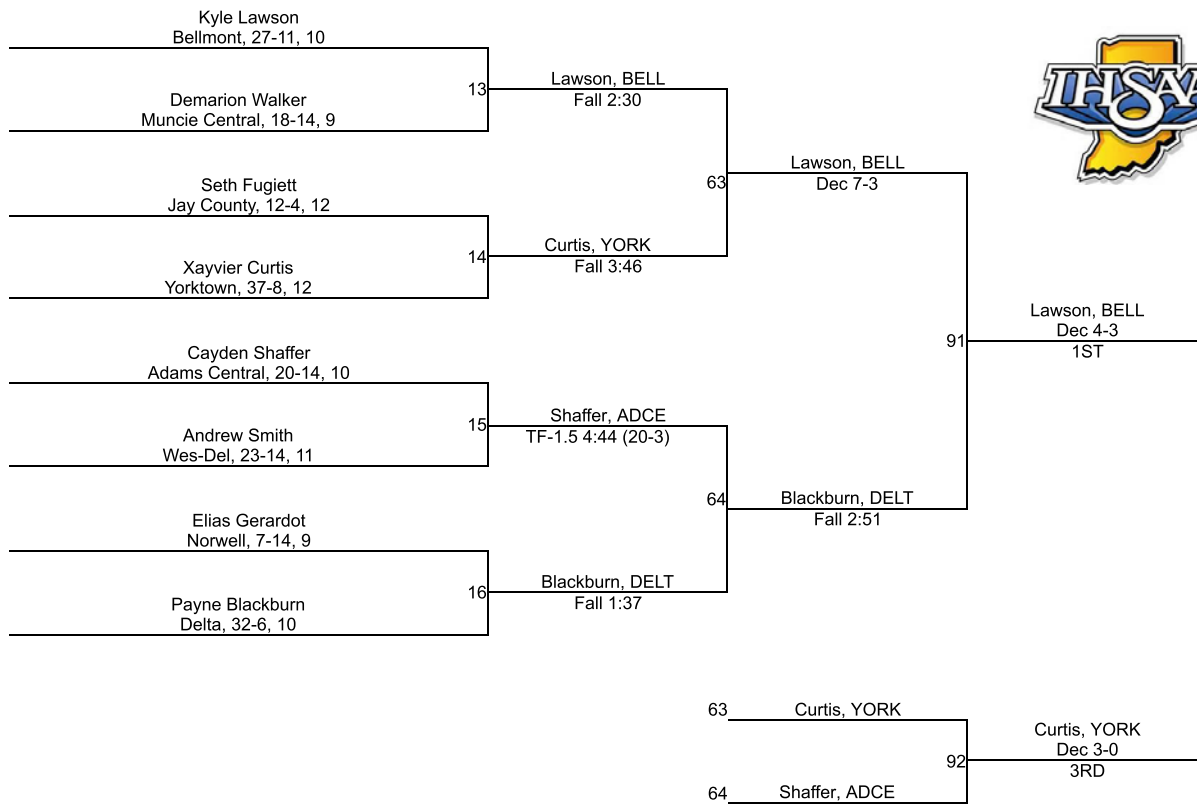 Kyle Lawson
Bellmont, 27-11, 10
Demarion Walker
Muncie Central, 18-14, 9
Seth Fugiett
Jay County, 12-4, 12
Xayvier Curtis
Yorktown, 37-8, 12
Cayden Shaffer
Adams Central, 20-14, 10
Andrew Smith
Wes-Del, 23-14, 11
Elias Gerardot
Norwell, 7-14, 9
Payne Blackburn
Delta, 32-6, 10
13
Lawson, BELL
Fall 2:30
14
Curtis, YORK
Fall 3:46
15
Shaffer, ADCE
TF-1.5 4:44 (20-3)
16
Blackburn, DELT
Fall 1:37
63
Lawson, BELL
Dec 7-3
64
Blackburn, DELT
Fall 2:51
91
Lawson, BELL
Dec 4-3
1ST
63
Curtis, YORK
64
Shaffer, ADCE
92
Curtis, YORK
Dec 3-0
3RD
IHSAA